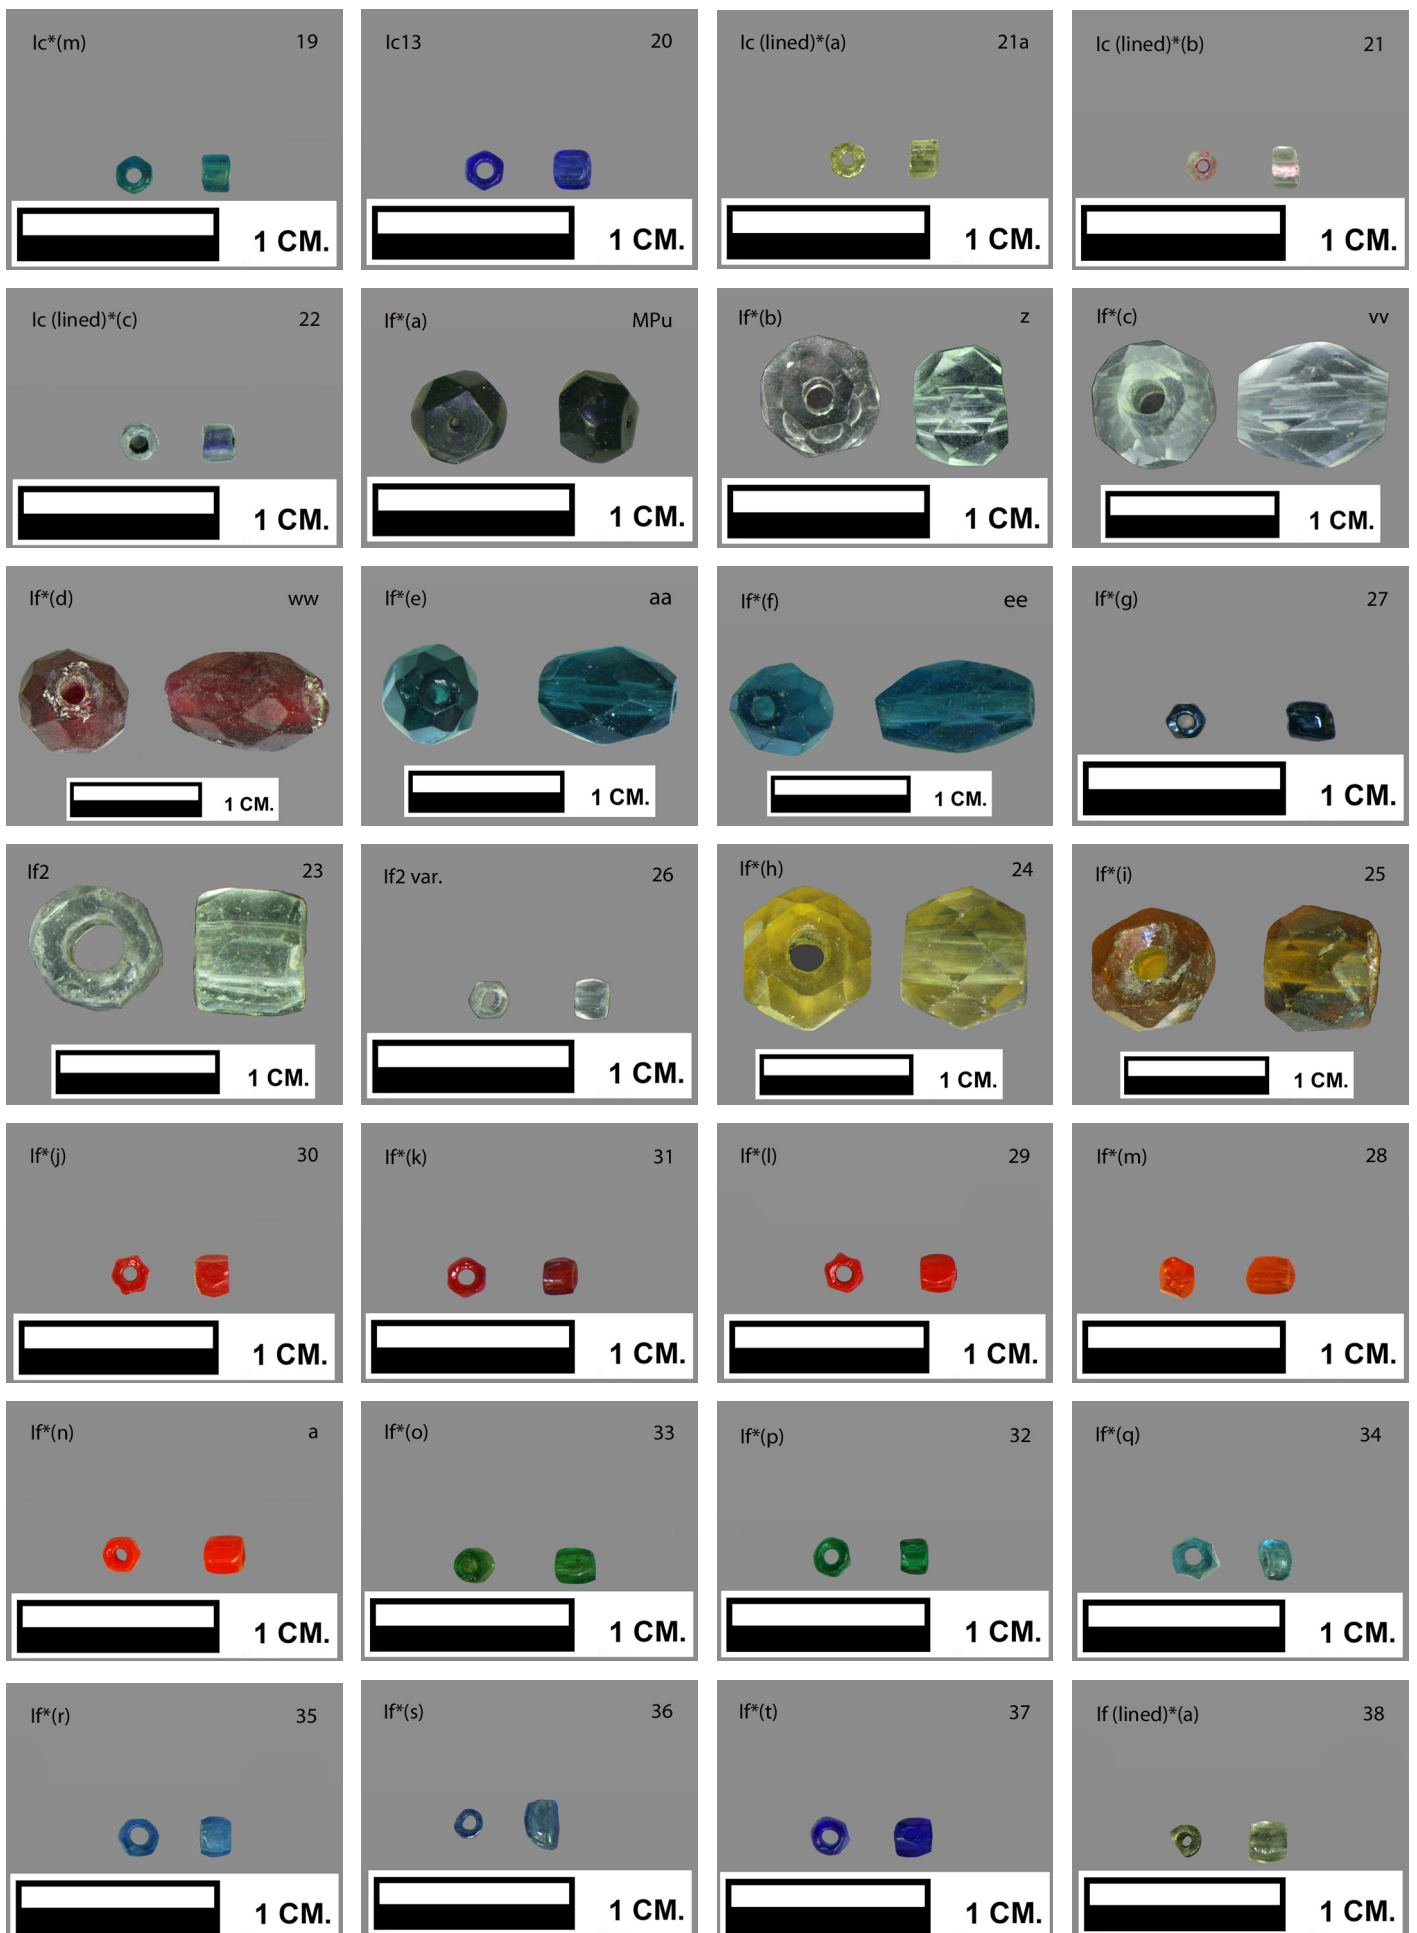 Ic*(m) 19
1 CM.
Ic13 20
1 CM.
Ic (lined)*(a) 21a
1 CM.
Ic (lined)*(b) 21
1 CM.
Ic (lined)*(c) 22
1 CM.
If*(a) MPu
1 CM.
If*(b) z
1 CM.
If*(c) vv
1 CM.
If*(d) ww
1 CM.
If*(e) aa
1 CM.
If*(f) ee
1 CM.
If*(g) 27
1 CM.
If2 23
1 CM.
If2 var. 26
1 CM.
If*(h) 24
1 CM.
If*(i) 25
1 CM.
If*(j) 30
1 CM.
If*(k) 31
1 CM.
If*(l) 29
1 CM.
If*(m) 28
1 CM.
If*(n) a
1 CM.
If*(o) 33
1 CM.
If*(p) 32
1 CM.
If*(q) 34
1 CM.
If*(r) 35
1 CM.
If*(s) 36
1 CM.
If*(t) 37
1 CM.
If (lined)*(a) 38
1 CM.